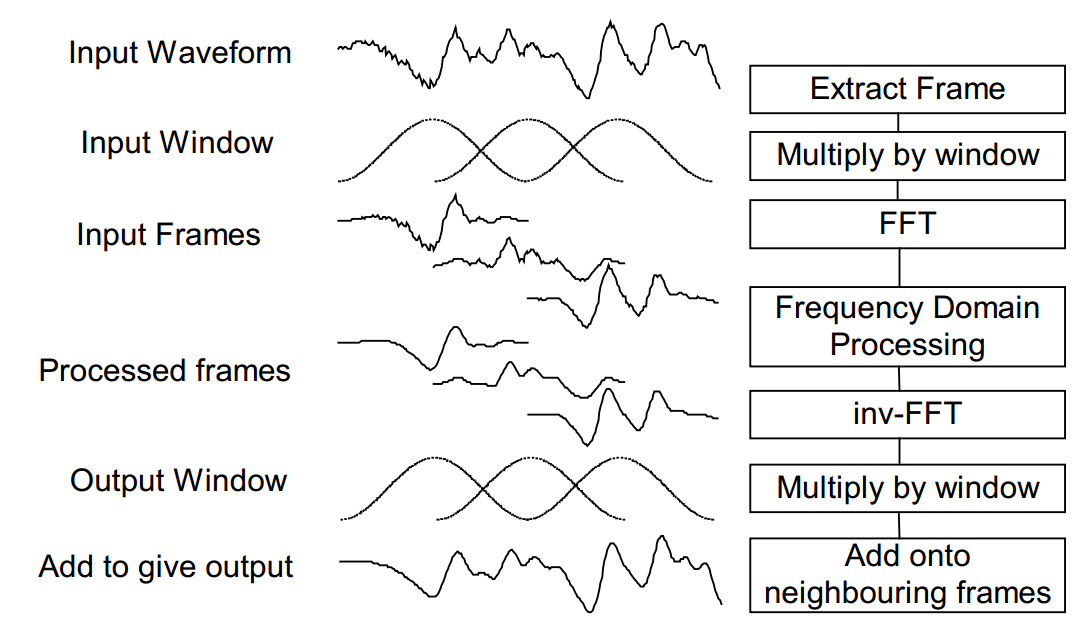 Input Waveform
Input Window
Input Frames
Processed frames
Output Window
Add to give output
Extract Frame
Multiply by window
FFT
Frequency Domain
Processing
inv-FFT
Multiply by window
Add onto
neighbouring frames